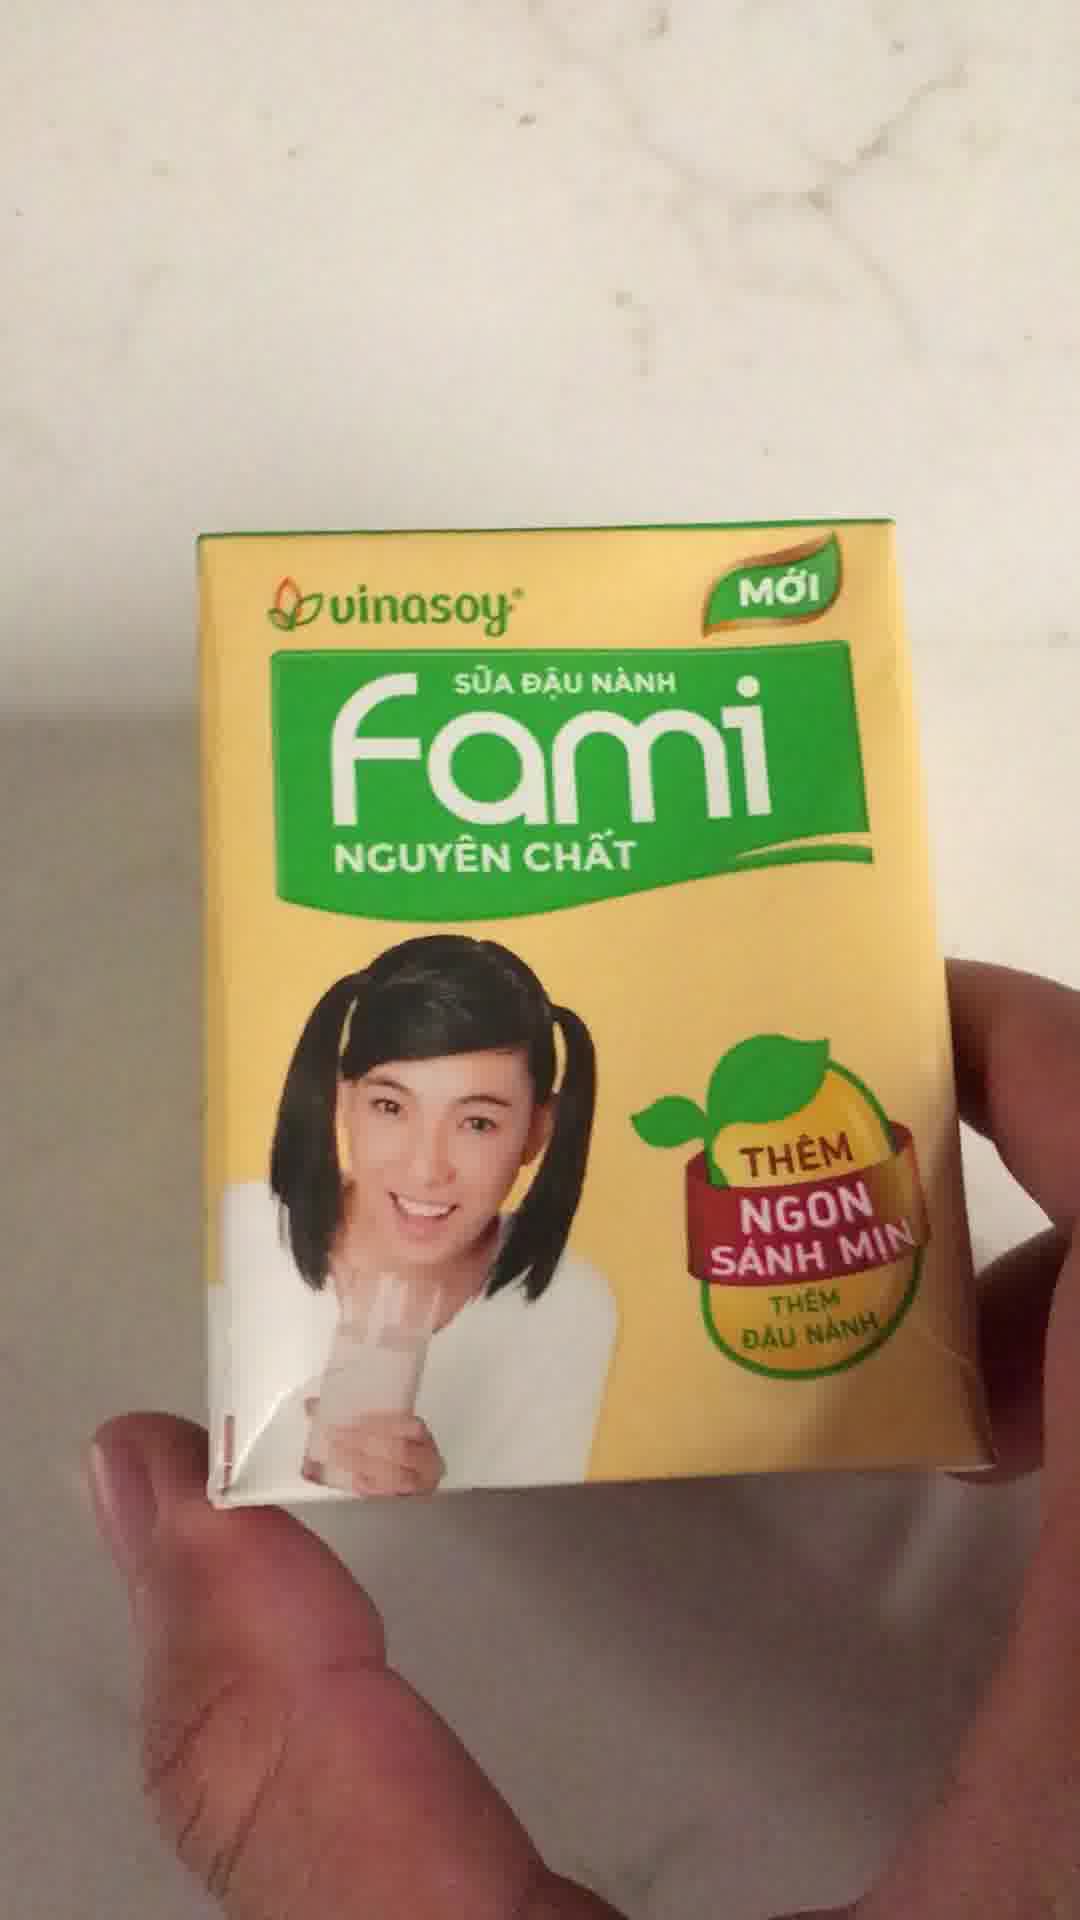 vinasoy®
MỚI
SỮA ĐẬU NÀNH
Fami
NGUYÊN CHẤT
THÊM
NGON
SÁNH MỊN
THÊM
ĐẬU NÀNH